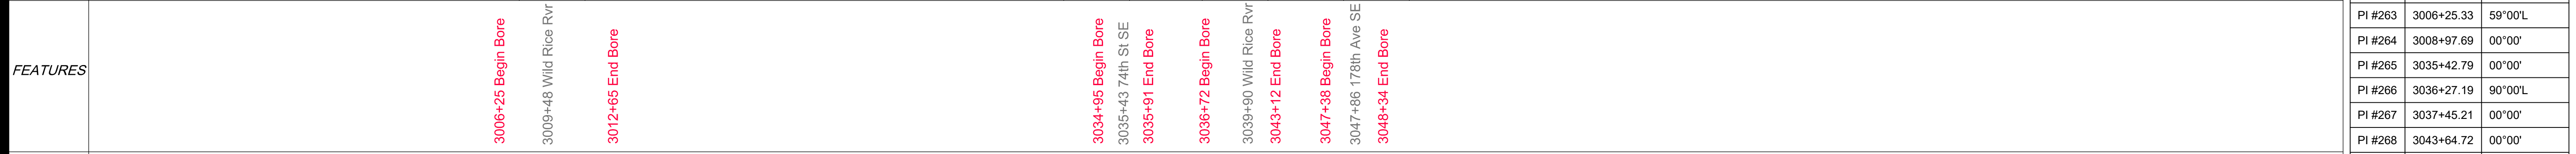 FEATURES
3006+25 Begin Bore
3009+48 Wild Rice Rvr
3012+65 End Bore
3034+95 Begin Bore
3035+43 74th St SE
3035+91 End Bore
3036+72 Begin Bore
3039+90 Wild Rice Rvr
3043+12 End Bore
3047+38 Begin Bore
3047+86 178th Ave SE
3048+34 End Bore
PI #263 3006+25.33 59°00'L
PI #264 3008+97.69 00°00'
PI #265 3035+42.79 00°00'
PI #266 3036+27.19 90°00'L
PI #267 3037+45.21 00°00'
PI #268 3043+64.72 00°00'